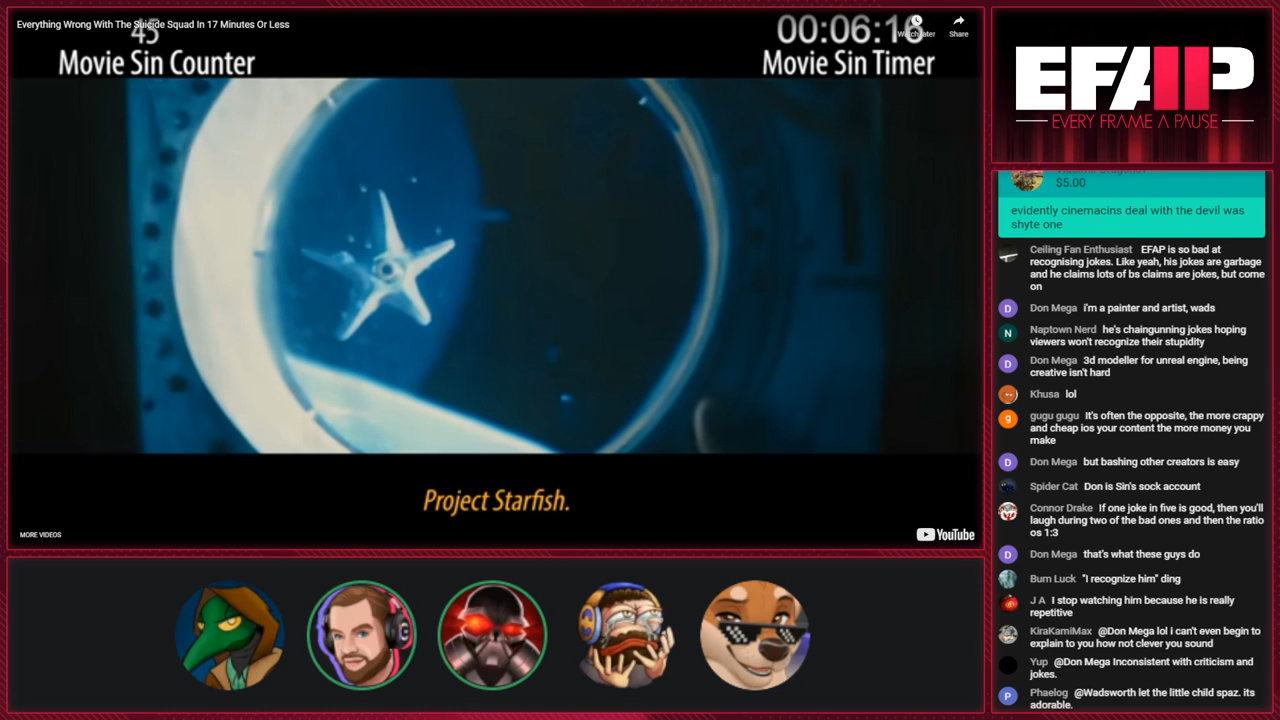 Everything Wrong With The Suicide Squad In 17 Minutes Or Less
45
Movie Sin Counter
00:06:16
Watch later
Share
Movie Sin Timer
Project Starfish.
MORE VIDEOS
YouTube
EFAP
EVERY FRAME A PAUSE
$5.00
evidently cinemacins deal with the devil was
shyte one
Ceiling Fan Enthusiast EFAP is so bad at
recognising jokes. Like yeah, his jokes are garbage
and he claims lots of bs claims are jokes, but come
on
Don Mega i'm a painter and artist, wads
Naptown Nerd he's chaingunning jokes hoping
viewers won't recognize their stupidity
Don Mega 3d modeller for unreal engine, being
creative isn't hard
Khusa lol
gugu gugu It's often the opposite, the more crappy
and cheap ios your content the more money you
make
Don Mega but bashing other creators is easy
Spider Cat Don is Sin's sock account
Connor Drake If one joke in five is good, then you'll
laugh during two of the bad ones and then the ratio
os 1:3
Don Mega that's what these guys do
Burn Luck "I recognize him" ding
J A I stop watching him because he is really
repetitive
KiraKamiMax @Don Mega lol i can't even begin to
explain to you how not clever you sound
Yup @Don Mega Inconsistent with criticism and
jokes.
Phaelog @Wadsworth let the little child spaz. its
adorable.